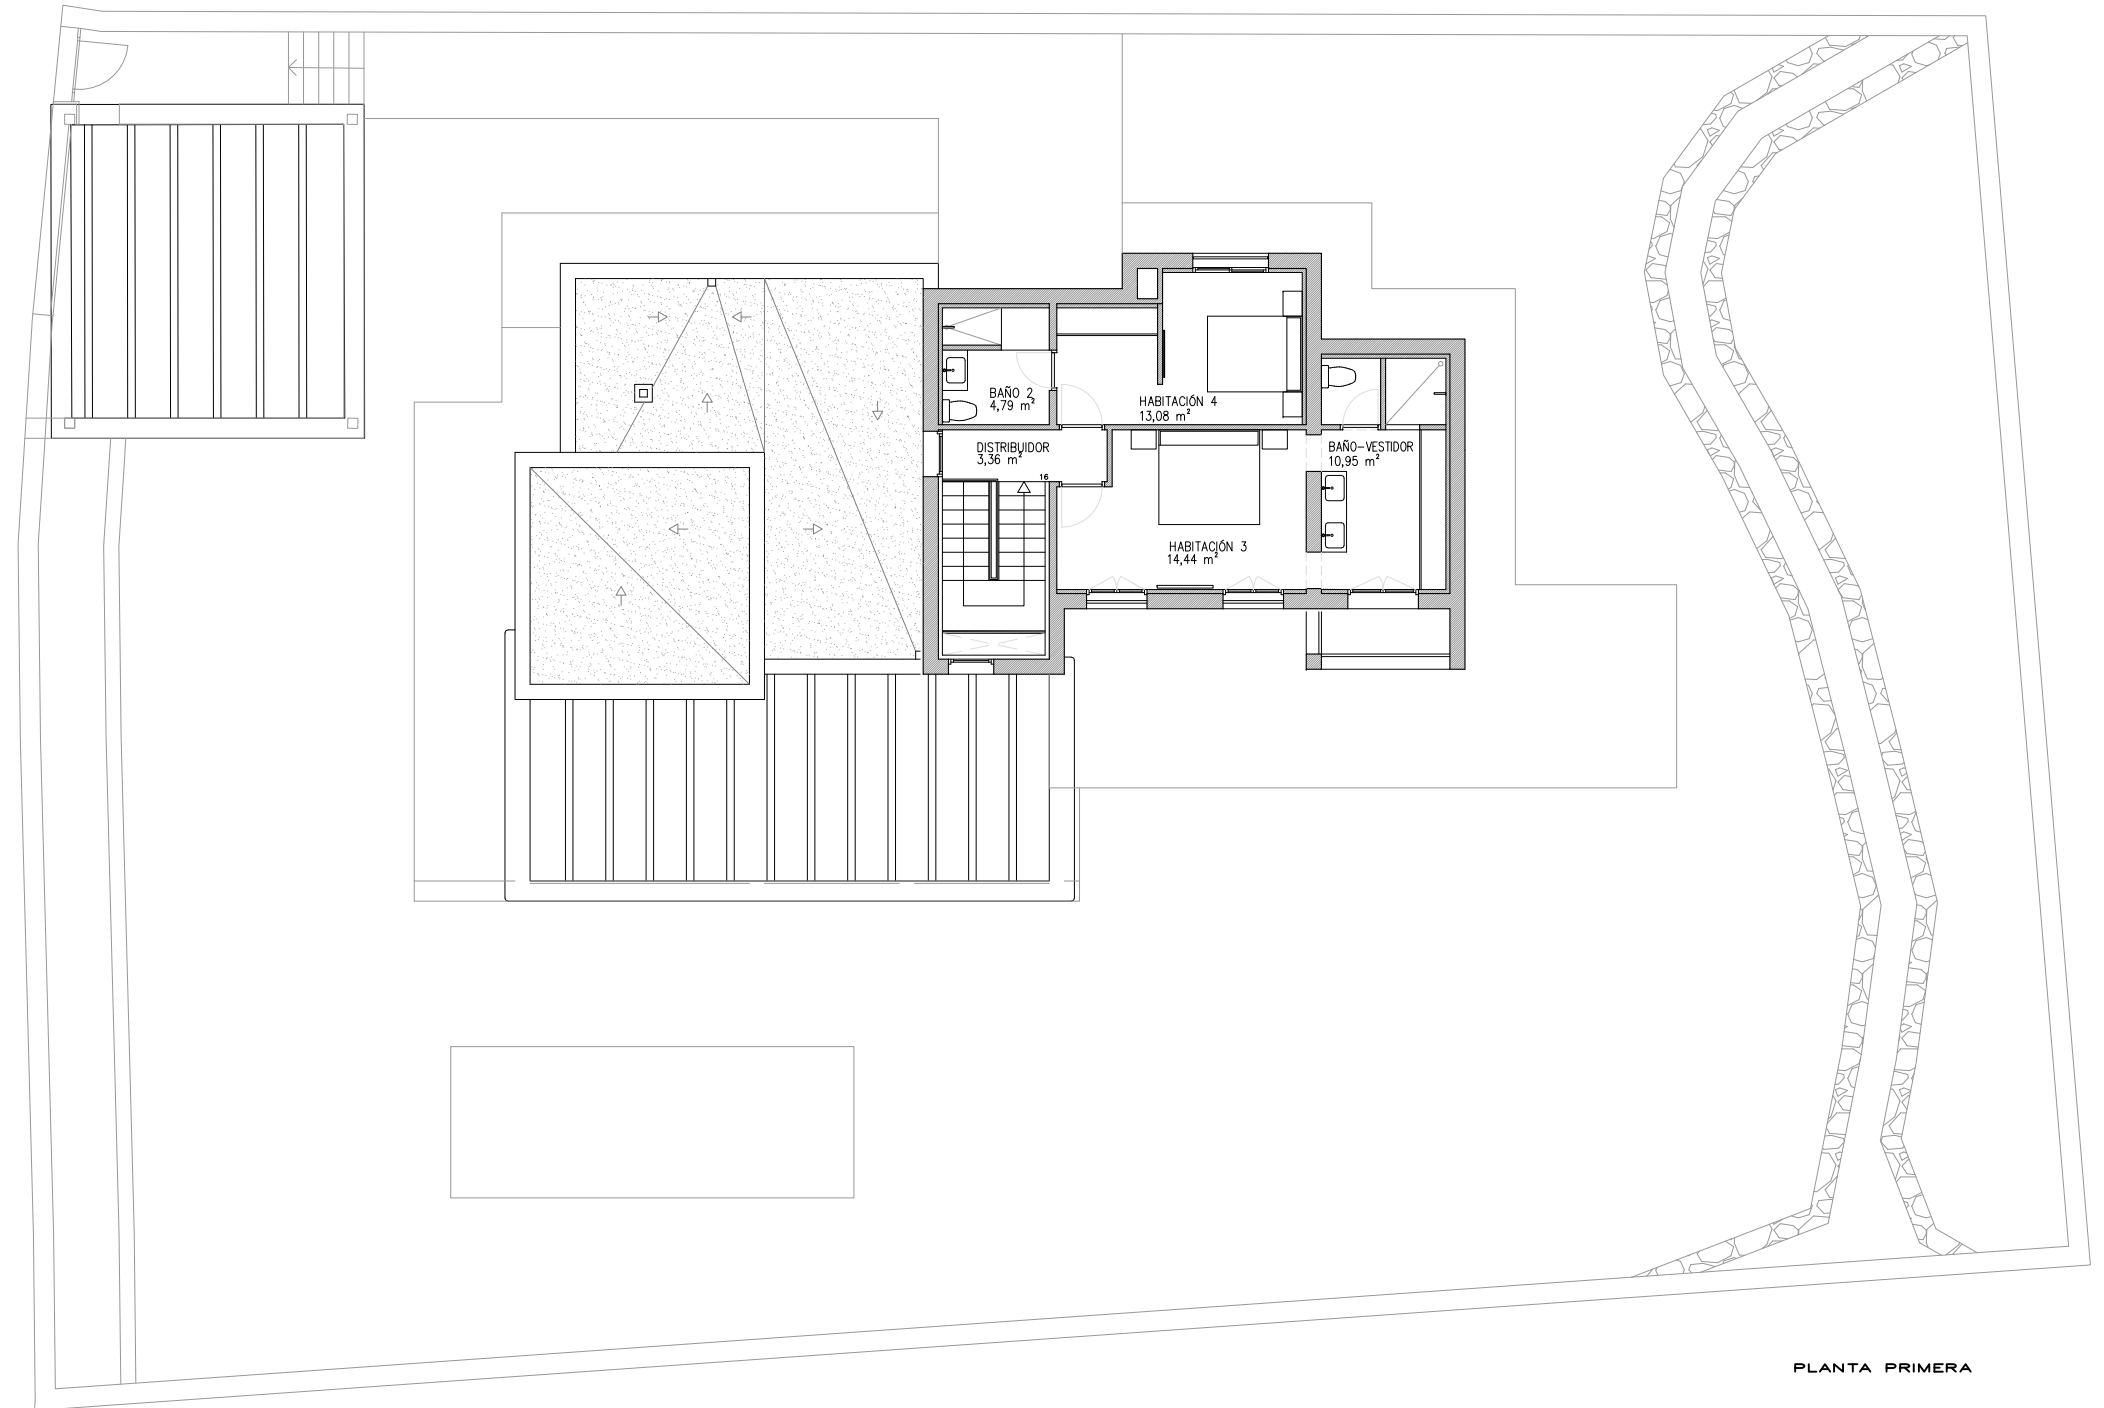 BAÑO 2
4,79 m²
HABITACIÓN 4
13,08 m²
DISTRIBUIDOR
3,36 m²
16
BAÑO-VESTIDOR
10,95 m²
HABITACIÓN 3
14,44 m²
PLANTA PRIMERA